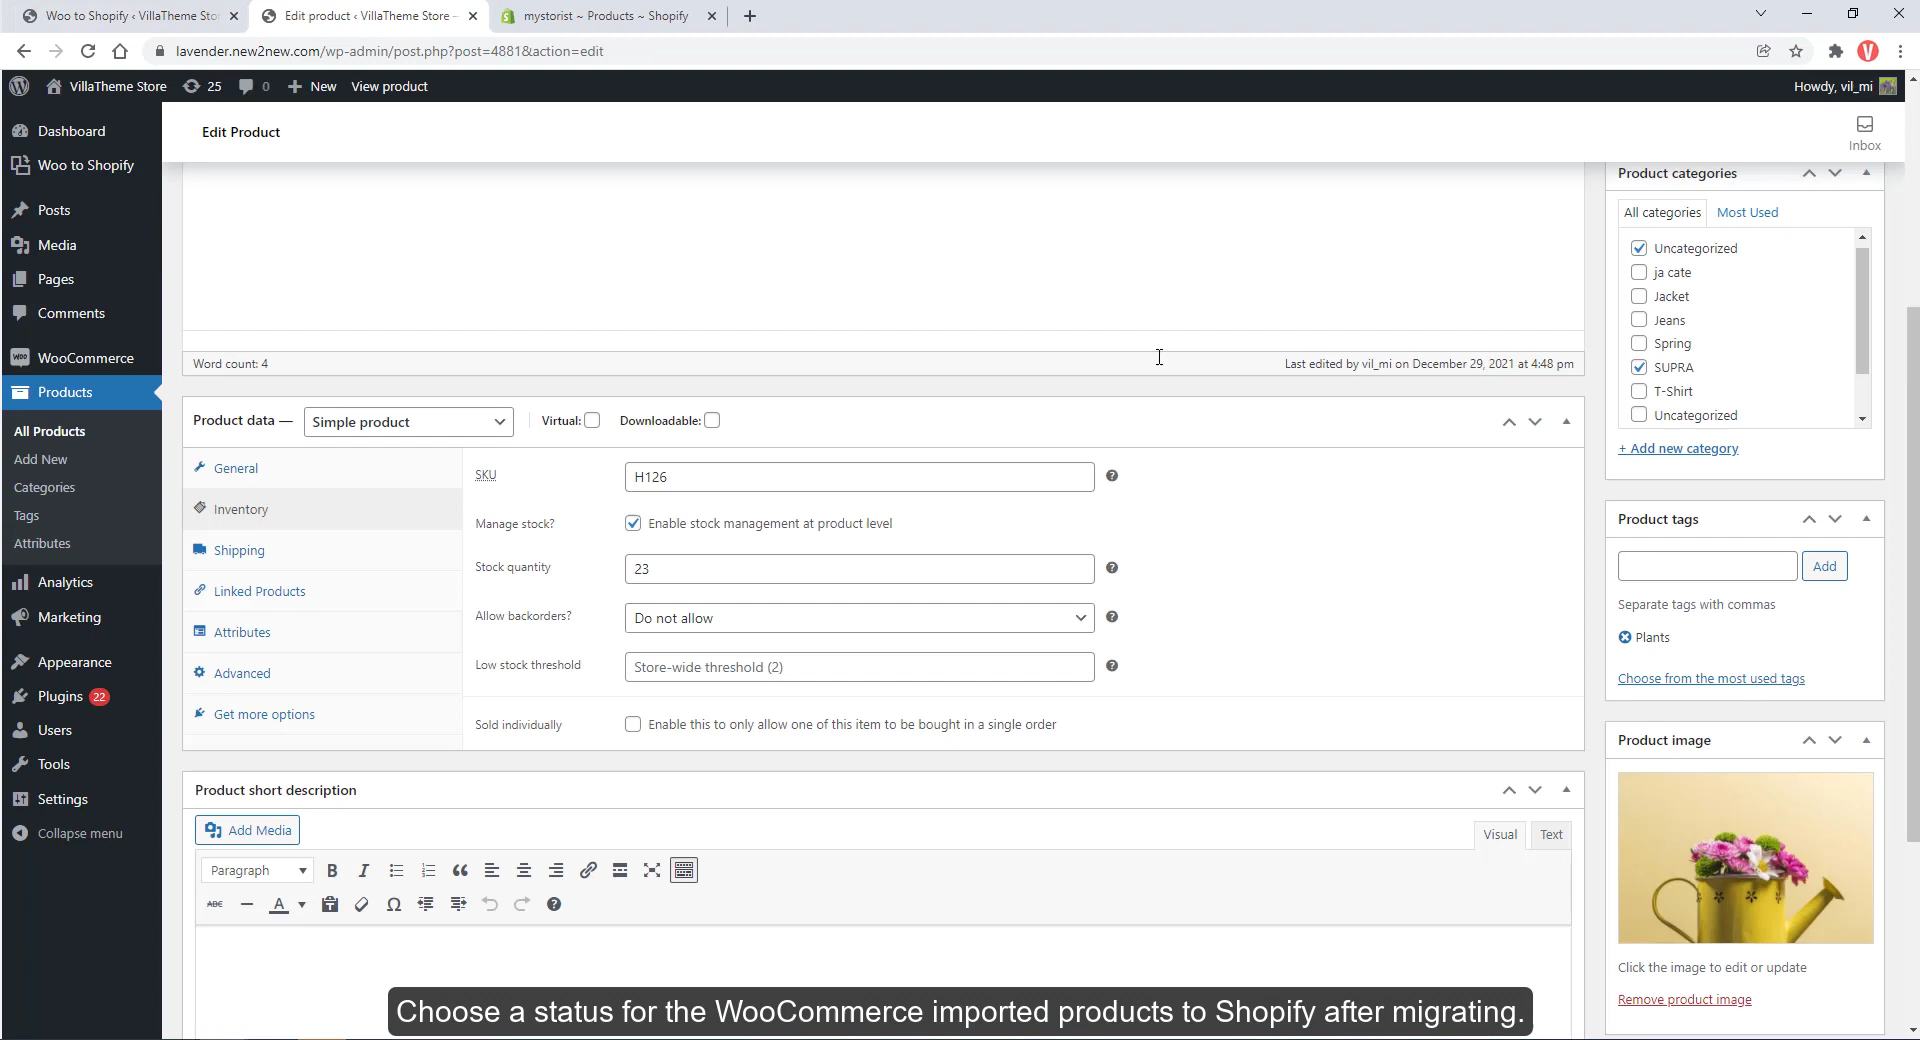 Woo to Shopify ‹ VillaTheme Sto
Edit product ‹ VillaTheme Store –
mystorist ~ Products ~ Shopify
lavender.new2new.com/wp-admin/post.php?post=4881&action=edit
VillaTheme Store
25
0
New
View product
Howdy, vil_mi
Dashboard
Woo to Shopify
Posts
Media
Pages
Comments
WooCommerce
Products
All Products
Add New
Categories
Tags
Attributes
Analytics
Marketing
Appearance
Plugins 22
Users
Tools
Settings
Collapse menu
Edit Product
Inbox
Word count: 4
Last edited by vil_mi on December 29, 2021 at 4:48 pm
Product data —
Simple product
Virtual:
Downloadable:
General
Inventory
Shipping
Linked Products
Attributes
Advanced
Get more options
SKU
H126
Manage stock?
Enable stock management at product level
Stock quantity
23
Allow backorders?
Do not allow
Low stock threshold
Store-wide threshold (2)
Sold individually
Enable this to only allow one of this item to be bought in a single order
Product short description
Add Media
Visual
Text
Paragraph
B
I
ABC
A
Ω
Product categories
All categories
Most Used
Uncategorized
ja cate
Jacket
Jeans
Spring
SUPRA
T-Shirt
Uncategorized
+ Add new category
Product tags
Add
Separate tags with commas
Plants
Choose from the most used tags
Product image
Click the image to edit or update
Remove product image
Choose a status for the WooCommerce imported products to Shopify after migrating.